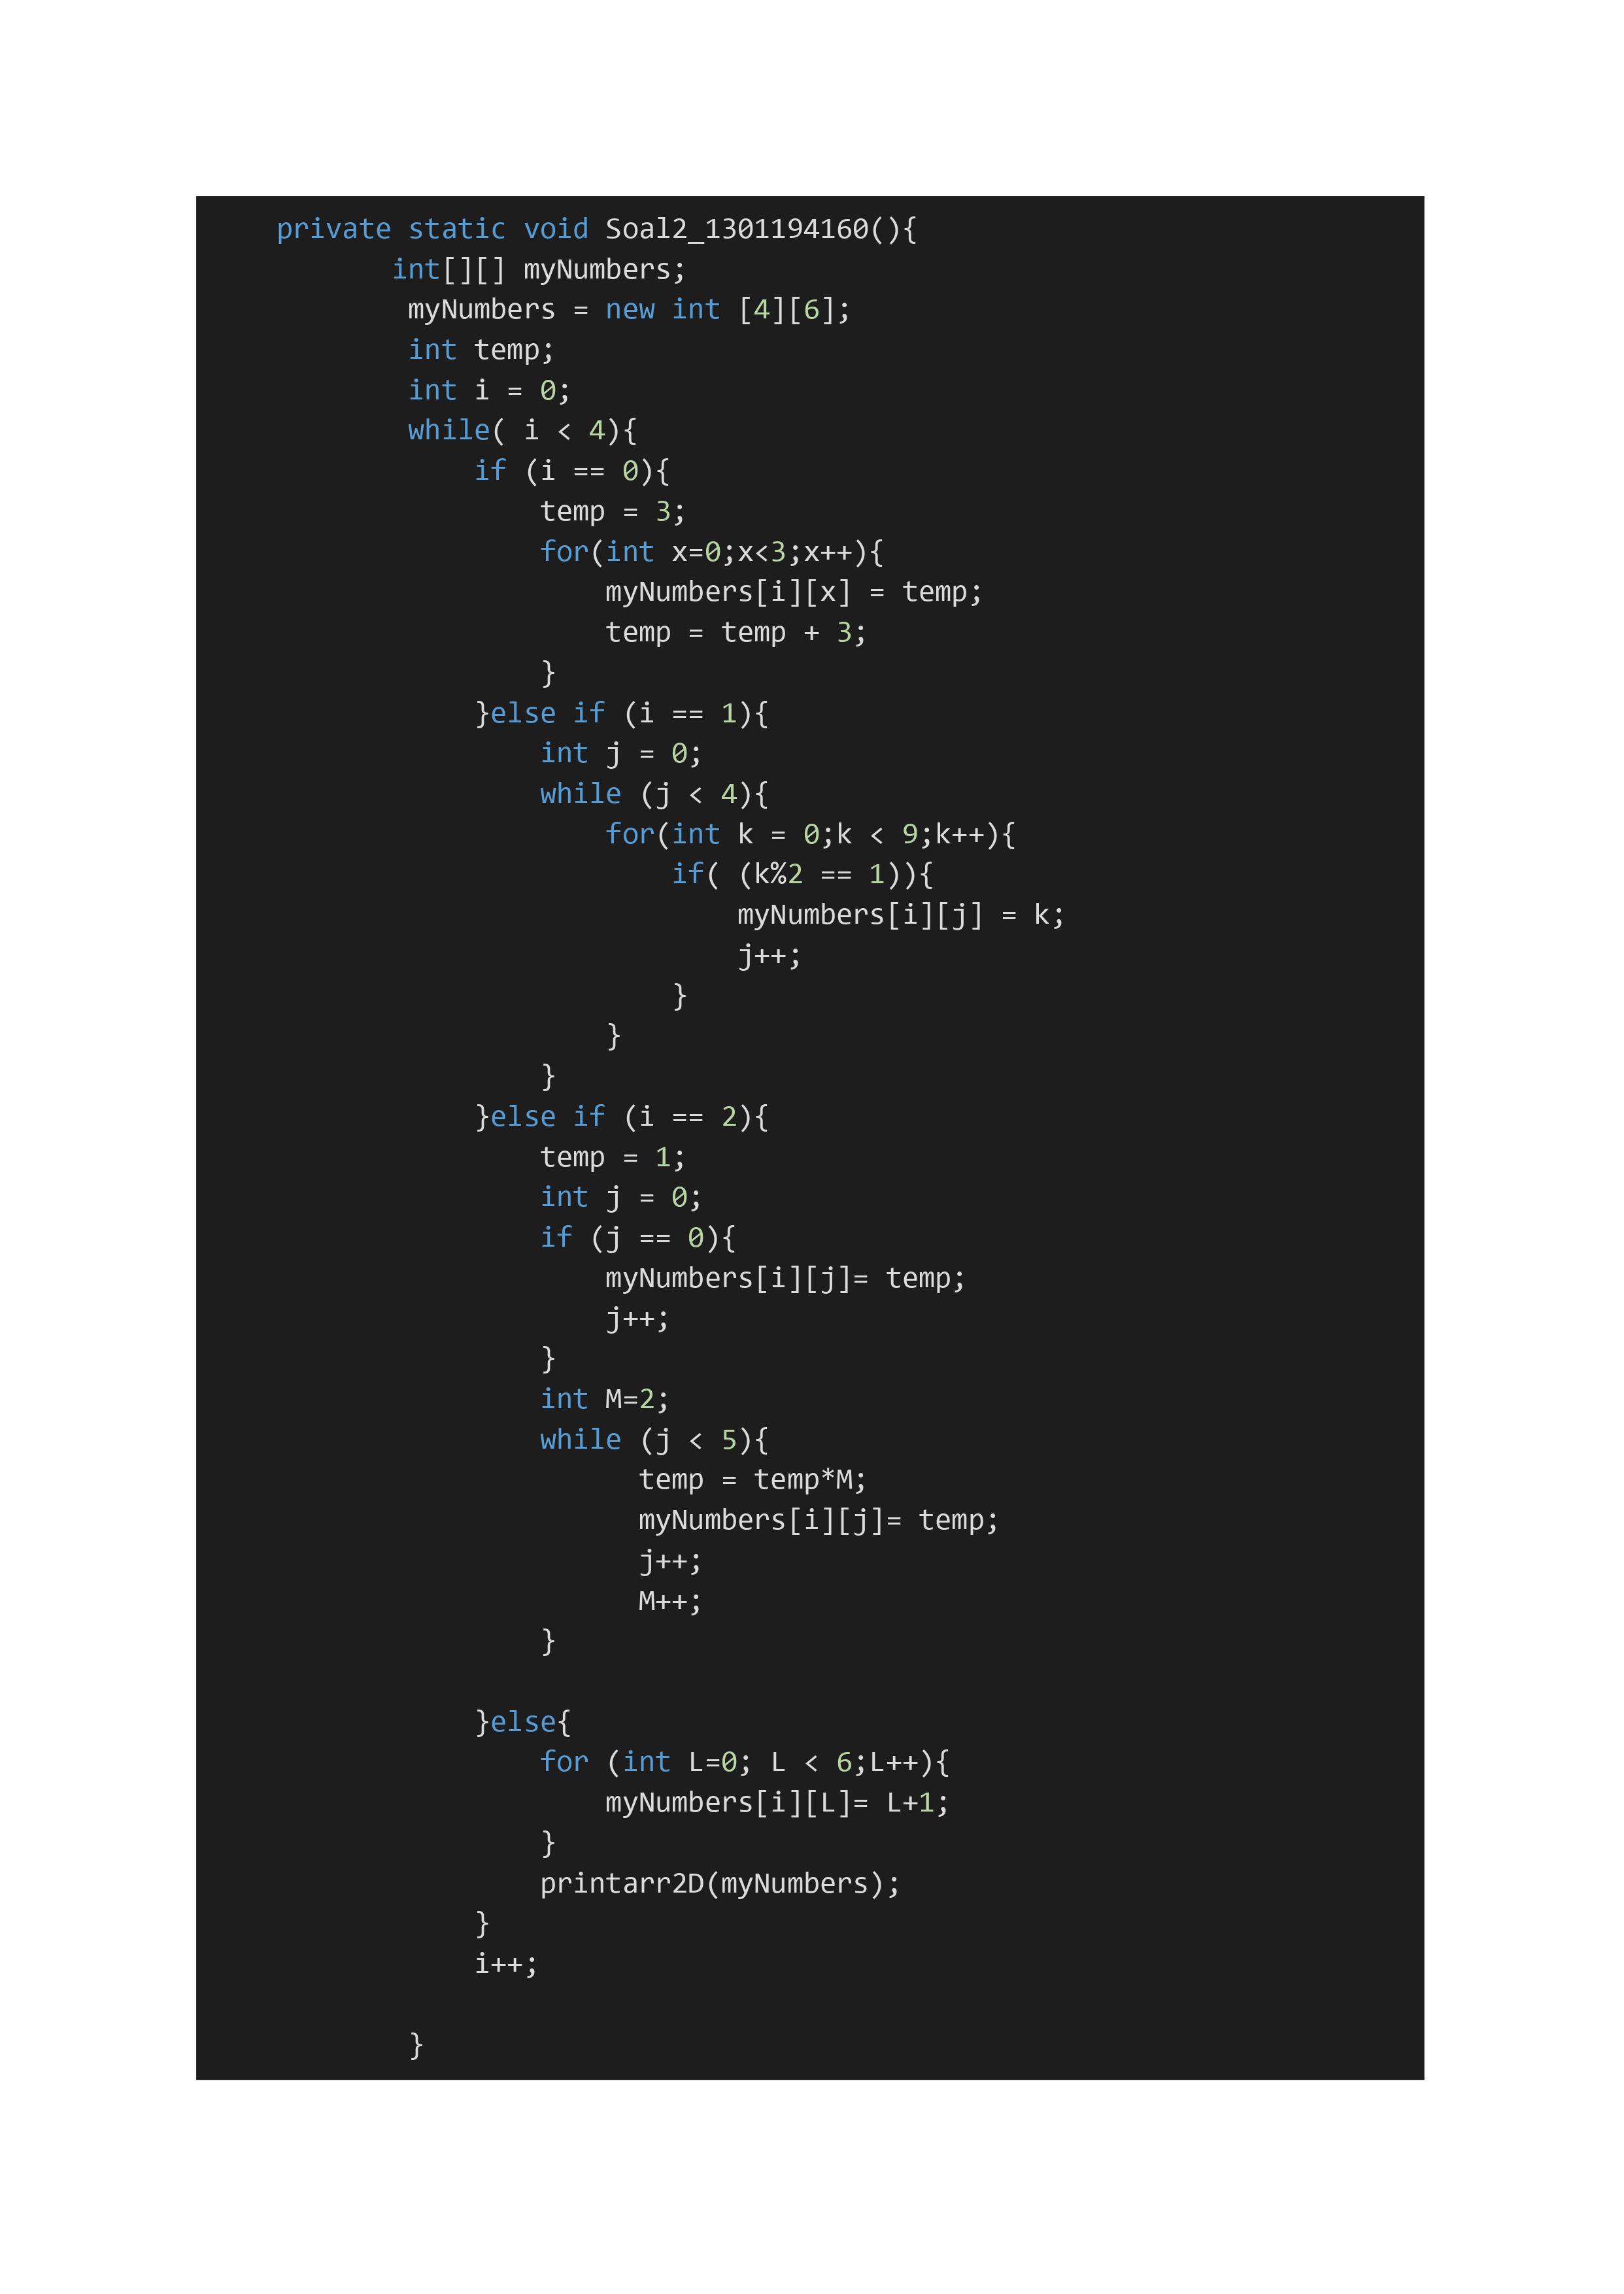 private static void Soal2_1301194160(){
int[][] myNumbers;
myNumbers = new int [4][6];
int temp;
int i = 0;
while( i < 4){
if (i == 0){
temp = 3;
for(int x=0;x<3;x++){
myNumbers[i][x] = temp;
temp = temp + 3;
}
}else if (i == 1){
int j = 0;
while (j < 4){
for(int k = 0;k < 9;k++){
if( (k%2 == 1)){
myNumbers[i][j] = k;
j++;
}
}
}
}else if (i == 2){
temp = 1;
int j = 0;
if (j == 0){
myNumbers[i][j]= temp;
j++;
}
int M=2;
while (j < 5){
temp = temp*M;
myNumbers[i][j]= temp;
j++;
M++;
}
}else{
for (int L=0; L < 6;L++){
myNumbers[i][L]= L+1;
}
printarr2D(myNumbers);
}
i++;
}